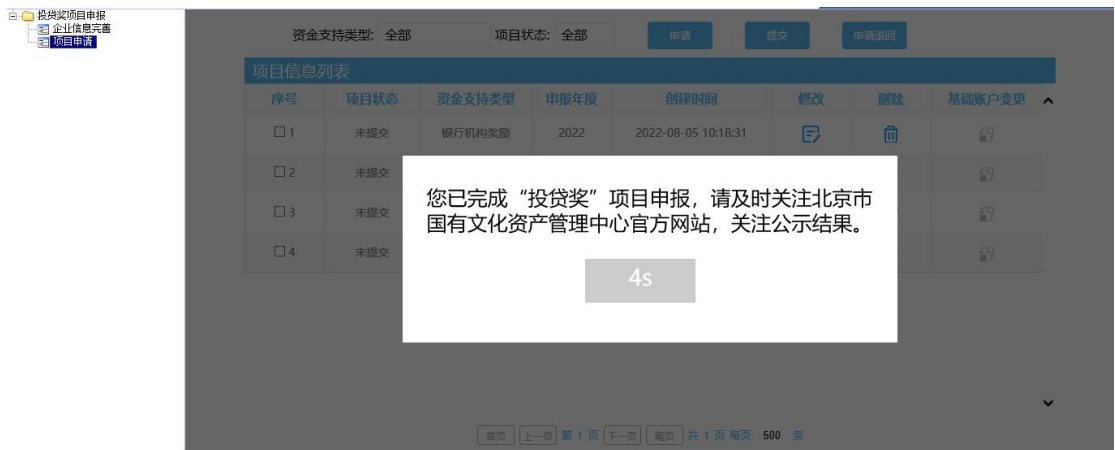 投贷奖项目申报
企业信息完善
项目申请
资金支持类型: 全部 项目状态: 全部 申请 提交 申请退回
项目信息列表
序号 项目状态 资金支持类型 申报年度 创建时间 修改 删除 基础账户变更
1 未提交 银行机构奖励 2022 2022-08-05 10:18:31
2 未提交
3 未提交
4 未提交
您已完成“投贷奖”项目申报，请及时关注北京市
国有文化资产管理中心官方网站，关注公示结果。
4s
首页 上一页 第 1 页 下一页 尾页 共 1 页 每页 500 条